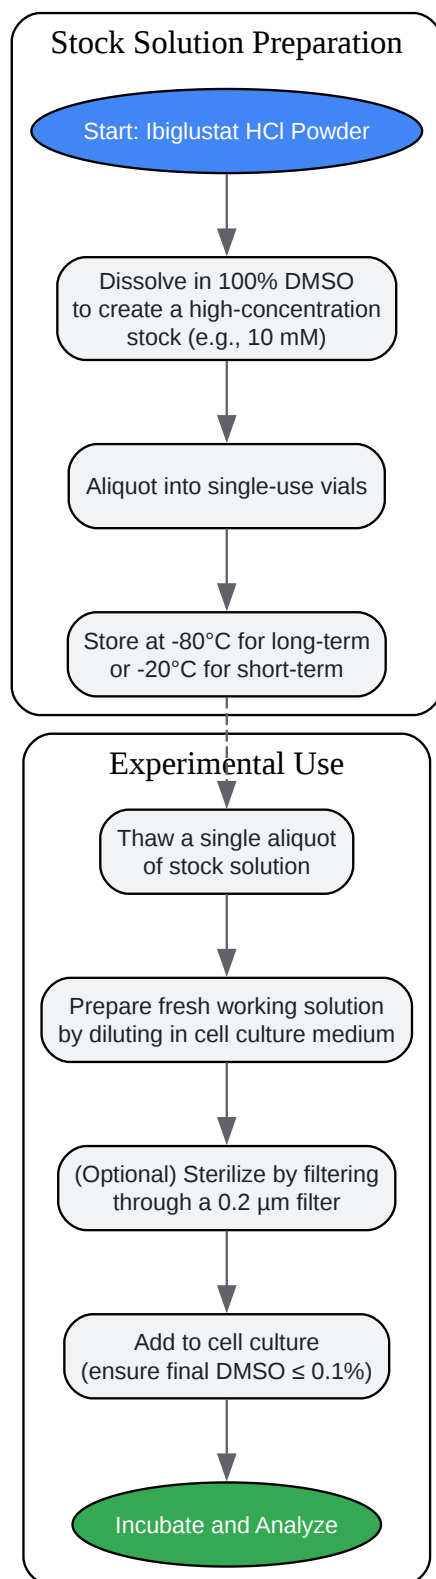 Stock Solution Preparation
Start: Ibiglustat HCl Powder
Dissolve in 100% DMSO
to create a high-concentration
stock (e.g., 10 mM)
Aliquot into single-use vials
Store at -80°C for long-term
or -20°C for short-term
Experimental Use
Thaw a single aliquot
of stock solution
Prepare fresh working solution
by diluting in cell culture medium
(Optional) Sterilize by filtering
through a 0.2 µm filter
Add to cell culture
(ensure final DMSO ≤ 0.1%)
Incubate and Analyze